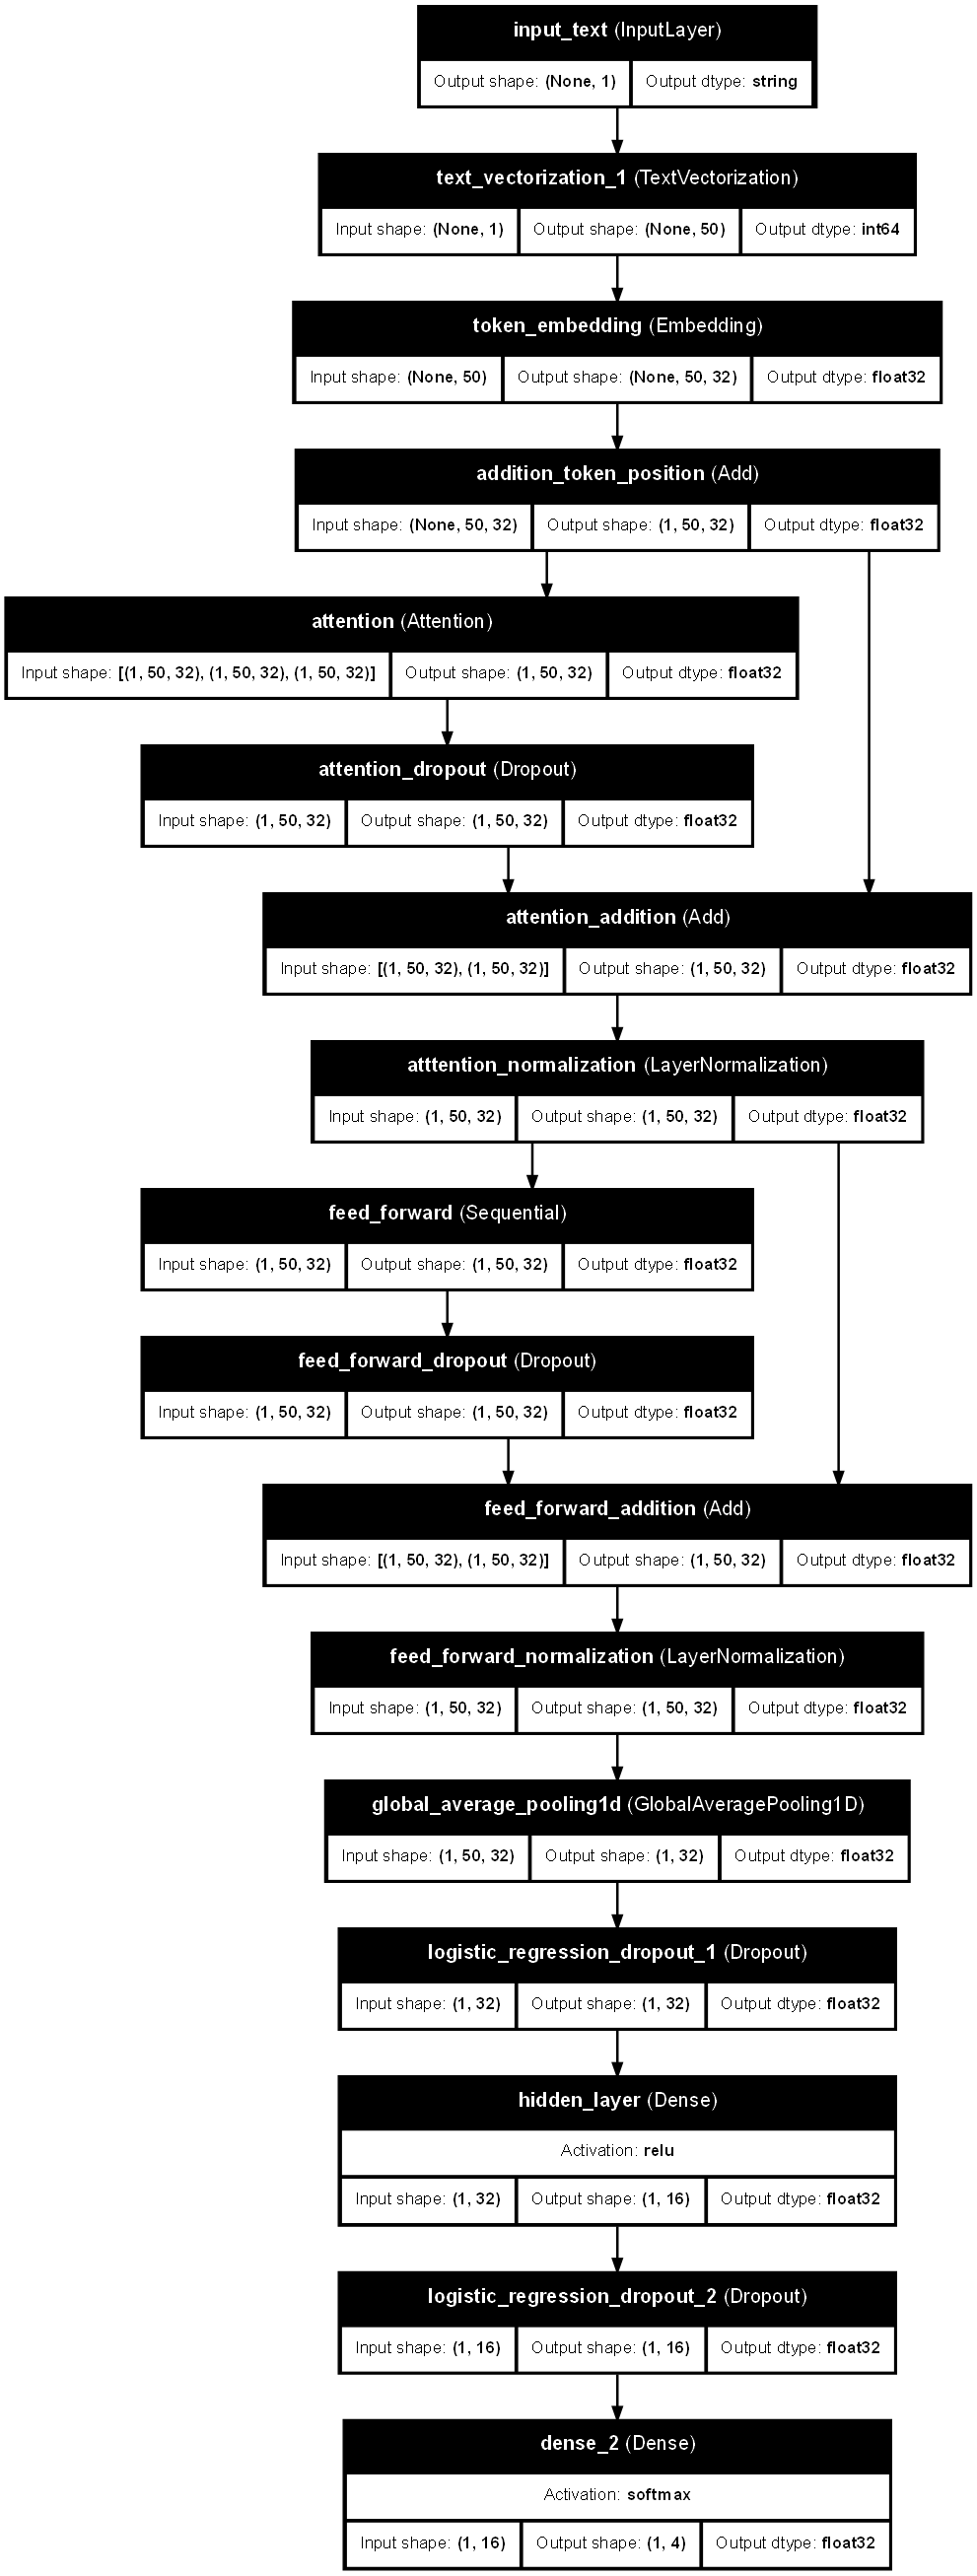 input_text (InputLayer)
Output shape: (None, 1) Output dtype: string
text_vectorization_1 (TextVectorization)
Input shape: (None, 1) Output shape: (None, 50) Output dtype: int64
token_embedding (Embedding)
Input shape: (None, 50) Output shape: (None, 50, 32) Output dtype: float32
addition_token_position (Add)
Input shape: (None, 50, 32) Output shape: (1, 50, 32) Output dtype: float32
attention (Attention)
Input shape: [(1, 50, 32), (1, 50, 32), (1, 50, 32)] Output shape: (1, 50, 32) Output dtype: float32
attention_dropout (Dropout)
Input shape: (1, 50, 32) Output shape: (1, 50, 32) Output dtype: float32
attention_addition (Add)
Input shape: [(1, 50, 32), (1, 50, 32)] Output shape: (1, 50, 32) Output dtype: float32
atttention_normalization (LayerNormalization)
Input shape: (1, 50, 32) Output shape: (1, 50, 32) Output dtype: float32
feed_forward (Sequential)
Input shape: (1, 50, 32) Output shape: (1, 50, 32) Output dtype: float32
feed_forward_dropout (Dropout)
Input shape: (1, 50, 32) Output shape: (1, 50, 32) Output dtype: float32
feed_forward_addition (Add)
Input shape: [(1, 50, 32), (1, 50, 32)] Output shape: (1, 50, 32) Output dtype: float32
feed_forward_normalization (LayerNormalization)
Input shape: (1, 50, 32) Output shape: (1, 50, 32) Output dtype: float32
global_average_pooling1d (GlobalAveragePooling1D)
Input shape: (1, 50, 32) Output shape: (1, 32) Output dtype: float32
logistic_regression_dropout_1 (Dropout)
Input shape: (1, 32) Output shape: (1, 32) Output dtype: float32
hidden_layer (Dense)
Activation: relu
Input shape: (1, 32) Output shape: (1, 16) Output dtype: float32
logistic_regression_dropout_2 (Dropout)
Input shape: (1, 16) Output shape: (1, 16) Output dtype: float32
dense_2 (Dense)
Activation: softmax
Input shape: (1, 16) Output shape: (1, 4) Output dtype: float32